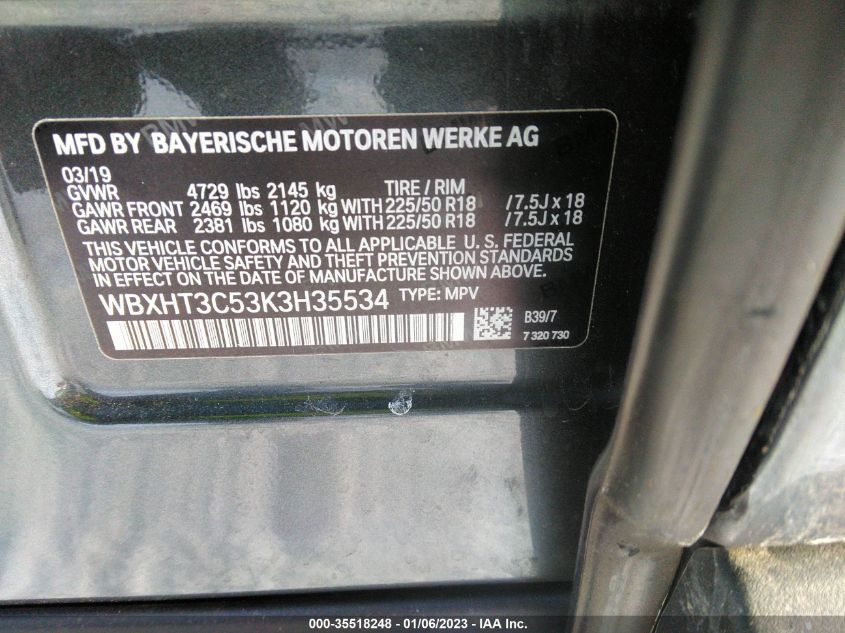 MFD BY BAYERISCHE MOTOREN WERKE AG
03/19
GVWR 4729 lbs 2145 kg TIRE / RIM
GAWR FRONT 2469 lbs 1120 kg WITH 225/50 R18 /7.5J x 18
GAWR REAR 2381 lbs 1080 kg WITH 225/50 R18 /7.5J x 18
THIS VEHICLE CONFORMS TO ALL APPLICABLE U. S. FEDERAL
MOTOR VEHICLE SAFETY AND THEFT PREVENTION STANDARDS
IN EFFECT ON THE DATE OF MANUFACTURE SHOWN ABOVE.
WBXHT3C53K3H35534 TYPE: MPV
B39/7
7 320 730
000-35518248 - 01/06/2023 - IAA Inc.